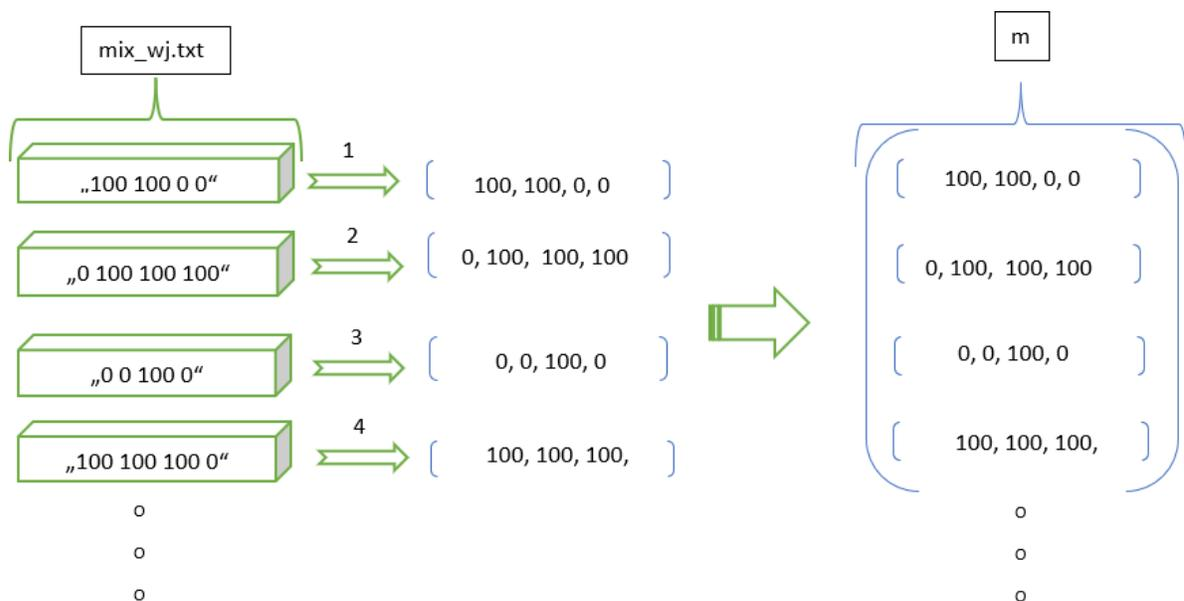 mix_wj.txt
m
1
„100 100 0 0“
100, 100, 0, 0
100, 100, 0, 0
2
„0 100 100 100“
0, 100, 100, 100
0, 100, 100, 100
3
„0 0 100 0“
0, 0, 100, 0
0, 0, 100, 0
4
„100 100 100 0“
100, 100, 100,
100, 100, 100,
o
o
o
o
o
o